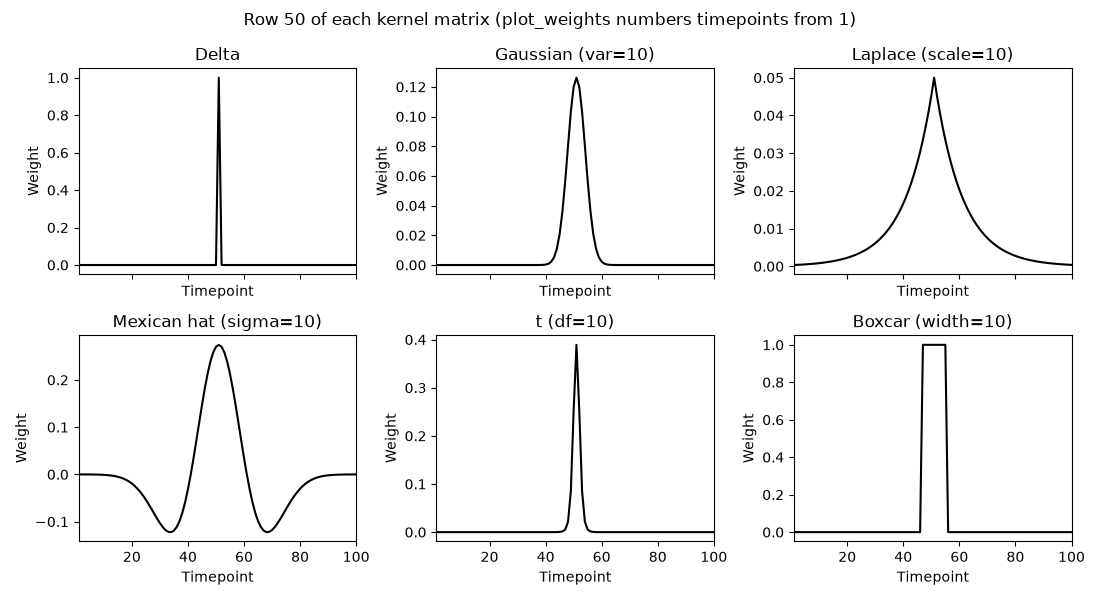 Row 50 of each kernel matrix (plot_weights numbers timepoints from 1)
Delta
1.0
0.8
0.6
0.4
0.2
0.0
Weight
Timepoint
Gaussian (var=10)
0.12
0.10
0.08
0.06
0.04
0.02
0.00
Weight
20
40
60
80
100
Timepoint
Laplace (scale=10)
0.05
0.04
0.03
0.02
0.01
0.00
Weight
Timepoint
Mexican hat (sigma=10)
0.2
0.1
0.0
−0.1
Weight
20
40
60
80
100
Timepoint
t (df=10)
0.4
0.3
0.2
0.1
0.0
Weight
20
40
60
80
100
Timepoint
Boxcar (width=10)
1.0
0.8
0.6
0.4
0.2
0.0
Weight
20
40
60
80
100
Timepoint